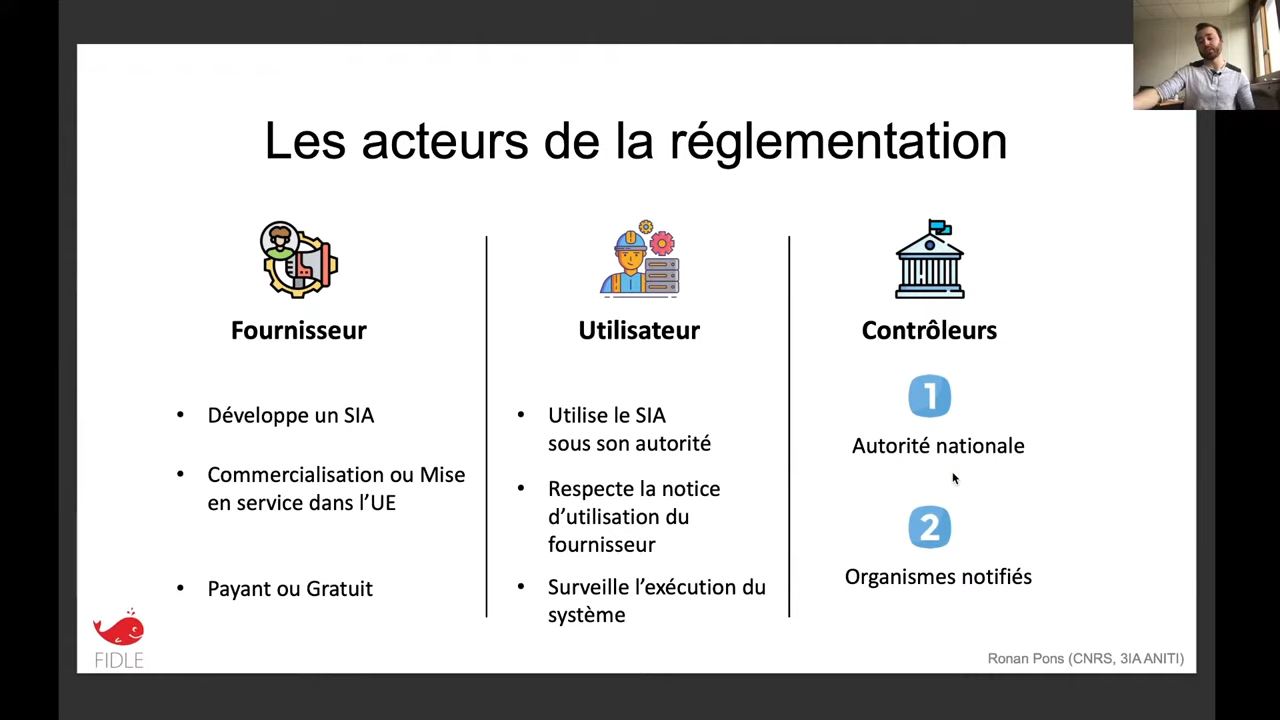 Les acteurs de la réglementation
Fournisseur
• Développe un SIA
• Commercialisation ou Mise
en service dans l'UE
• Payant ou Gratuit
Utilisateur
• Utilise le SIA
sous son autorité
• Respecte la notice
d'utilisation du
fournisseur
• Surveille l'exécution du
système
Contrôleurs
1
Autorité nationale
2
Organismes notifiés
FIDLE
Ronan Pons (CNRS, 3IA ANITI)